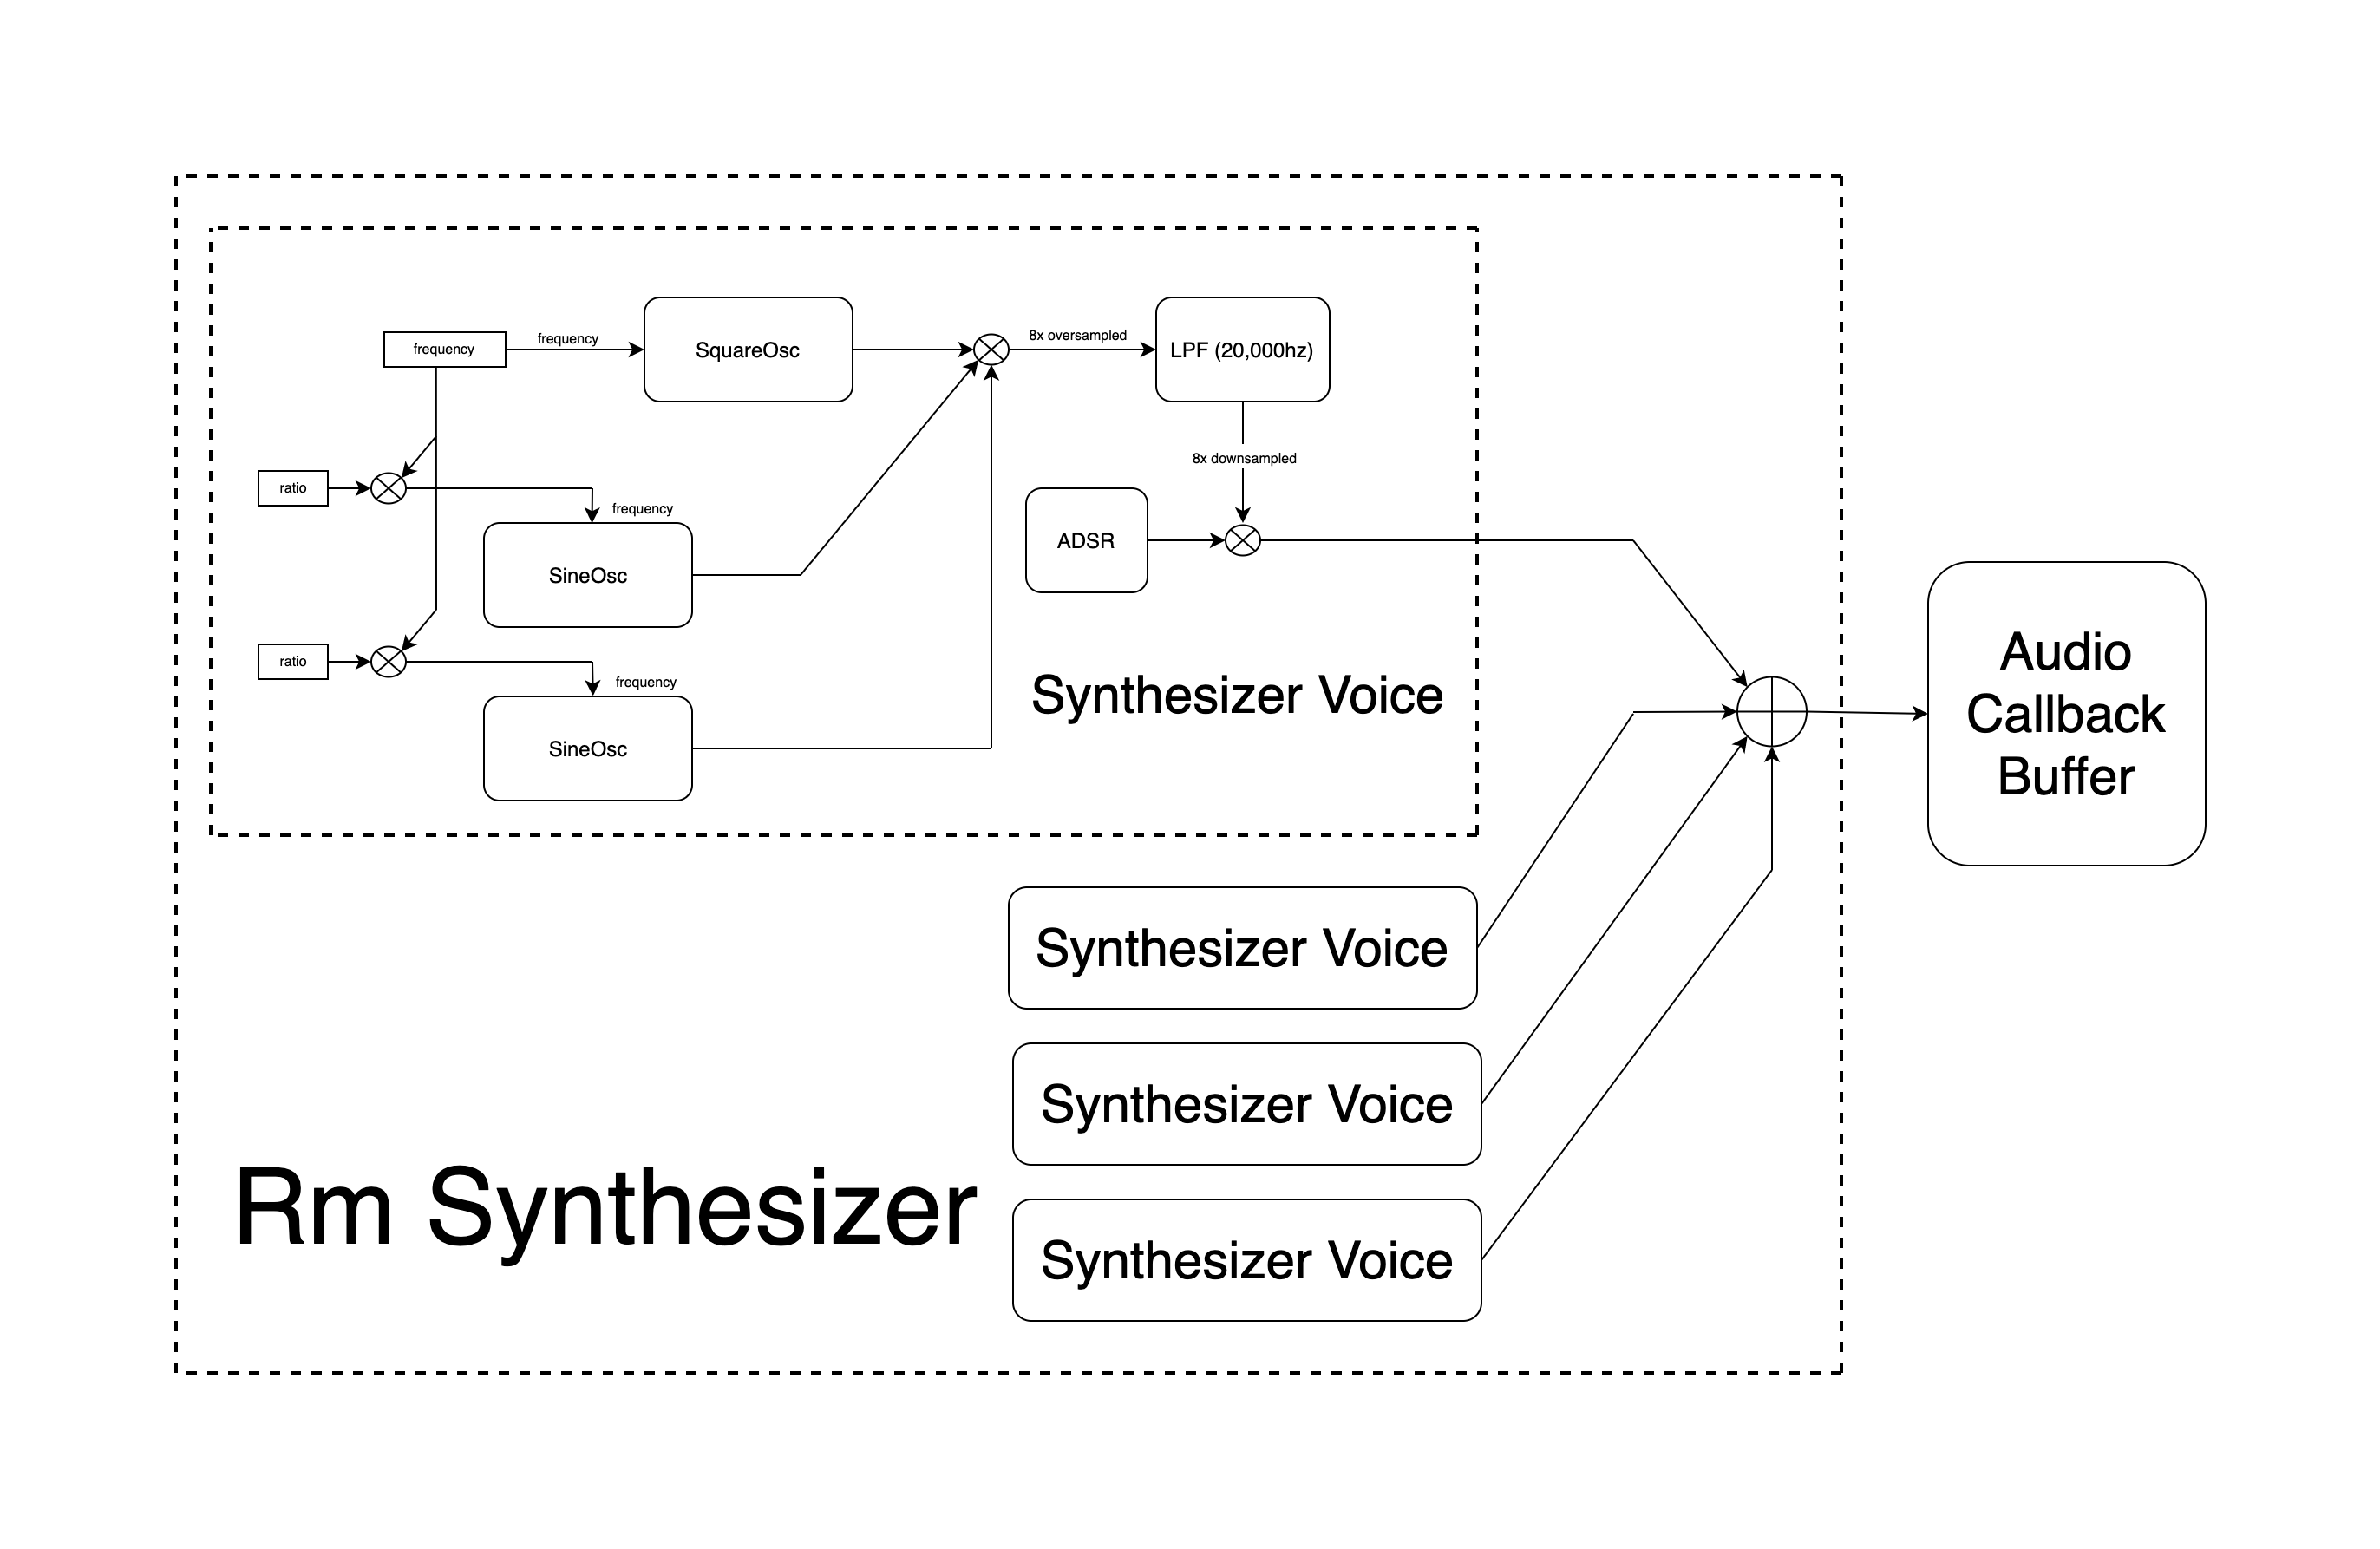 frequency
frequency
SquareOsc
8x oversampled
LPF (20,000hz)
8x downsampled
ratio
frequency
SineOsc
ADSR
ratio
frequency
SineOsc
Synthesizer Voice
Audio
Callback
Buffer
Synthesizer Voice
Synthesizer Voice
Synthesizer Voice
Rm Synthesizer